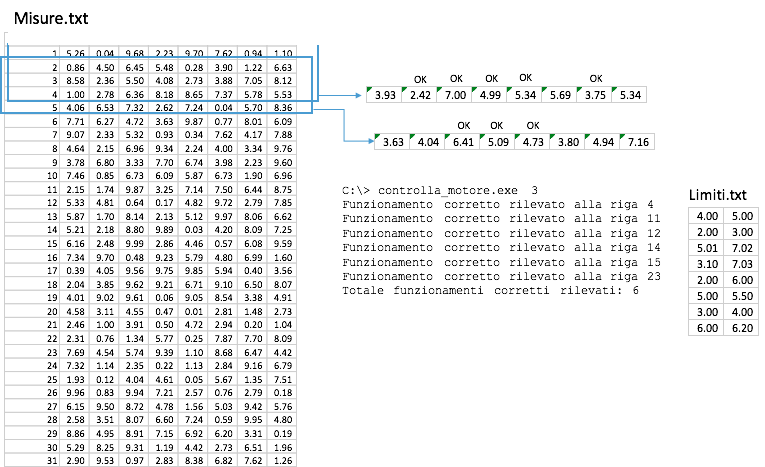 Misure.txt
1 5.26 0.04 9.68 2.23 9.70 7.62 0.94 1.10
2 0.86 4.50 6.45 5.48 0.28 3.90 1.22 6.63
3 8.58 2.36 5.50 4.08 2.73 3.88 7.05 8.12
4 1.00 2.78 6.36 8.18 8.65 7.37 5.78 5.53
5 4.06 6.53 7.32 2.62 7.24 0.04 5.70 8.36
6 7.71 6.27 4.72 3.63 9.87 0.77 8.01 6.09
7 9.07 2.33 5.32 0.93 0.34 7.62 4.17 7.88
8 4.64 2.15 6.96 9.34 2.24 4.00 3.34 9.76
9 3.78 6.80 3.33 7.70 6.74 3.98 2.23 9.60
10 7.46 0.85 6.73 6.09 5.87 6.73 1.90 6.96
11 2.15 1.74 9.87 3.25 7.14 7.50 6.44 8.75
12 5.33 4.81 0.64 0.17 4.82 9.72 2.79 7.85
13 5.87 1.70 8.14 2.13 5.12 9.97 8.06 6.62
14 5.21 2.18 8.80 9.89 0.03 4.20 8.09 7.25
15 6.16 2.48 9.99 2.86 4.46 0.57 6.08 9.59
16 7.34 9.70 0.48 9.23 5.79 4.80 6.99 1.60
17 0.39 4.05 9.56 9.75 9.85 5.94 0.40 3.56
18 2.04 3.85 9.62 9.21 6.71 9.10 6.50 8.07
19 4.01 9.02 9.61 0.06 9.05 8.54 3.38 4.91
20 4.58 3.11 4.55 0.47 0.01 2.81 1.48 2.73
21 2.46 1.00 3.91 0.50 4.72 2.94 0.20 1.04
22 2.31 0.76 1.34 5.77 0.25 7.87 7.70 8.09
23 7.69 4.54 5.74 9.39 1.10 8.68 6.47 4.42
24 7.32 1.14 2.35 0.22 1.13 2.84 9.16 6.79
25 1.93 0.12 4.04 4.61 0.05 5.67 1.35 7.51
26 9.96 0.83 9.94 7.21 2.57 0.76 2.79 0.18
27 6.15 9.50 8.72 4.78 1.56 5.03 9.42 5.76
28 2.58 3.51 8.07 6.60 7.24 0.59 9.95 4.80
29 8.86 4.95 8.91 7.15 6.92 6.20 3.31 0.19
30 5.29 8.25 9.31 1.19 4.42 2.73 6.51 1.96
31 2.90 9.53 0.97 2.83 8.38 6.82 7.62 1.26
OK OK OK OK OK
3.93 2.42 7.00 4.99 5.34 5.69 3.75 5.34
OK OK OK
3.63 4.04 6.41 5.09 4.73 3.80 4.94 7.16
C:\> controlla_motore.exe 3
Funzionamento corretto rilevato alla riga 4
Funzionamento corretto rilevato alla riga 11
Funzionamento corretto rilevato alla riga 12
Funzionamento corretto rilevato alla riga 14
Funzionamento corretto rilevato alla riga 15
Funzionamento corretto rilevato alla riga 23
Totale funzionamenti corretti rilevati: 6
Limiti.txt
4.00 5.00
2.00 3.00
5.01 7.02
3.10 7.03
2.00 6.00
5.00 5.50
3.00 4.00
6.00 6.20